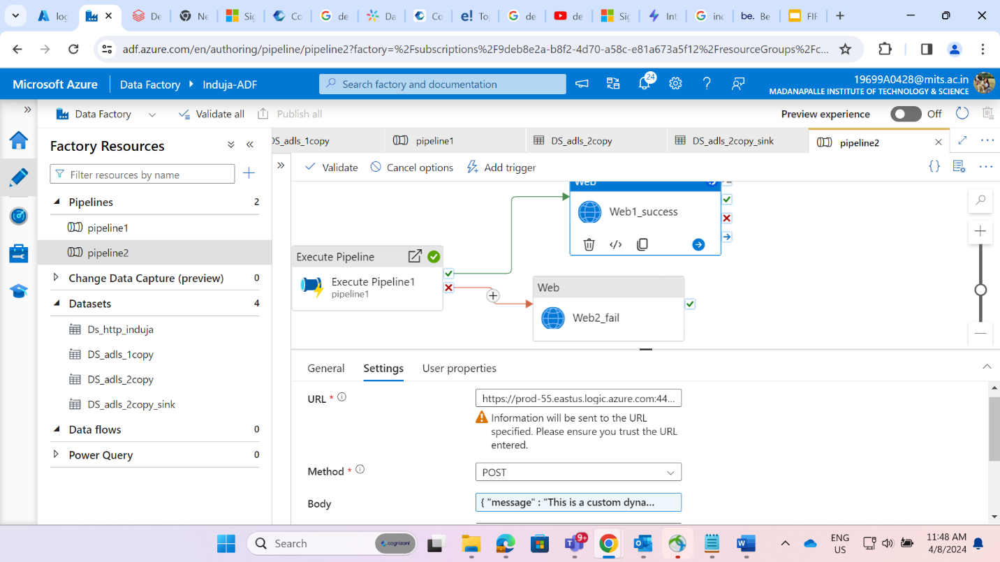 log
De
Ne
Sig
Co
de
Da
Co
e! To
de
de
Sig
Int
inc
be. Be
FIF
adf.azure.com/en/authoring/pipeline/pipeline2?factory=%2Fsubscriptions%2F9deb8e2a-b8f2-4d70-a58c-e81a673a5f12%2FresourceGroups%2Fc...
Microsoft Azure
Data Factory
Induja-ADF
Search factory and documentation
24
19699A0428@mits.ac.in
MADANAPALLE INSTITUTE OF TECHNOLOGY & SCIENCE
Data Factory
Validate all
Publish all
Preview experience
Off
Factory Resources
DS_adls_1copy
pipeline1
DS_adls_2copy
DS_adls_2copy_sink
pipeline2
Filter resources by name
Validate
Cancel options
Add trigger
Pipelines 2
pipeline1
pipeline2
Change Data Capture (preview) 0
Datasets 4
Ds_http_induja
DS_adls_1copy
DS_adls_2copy
DS_adls_2copy_sink
Data flows 0
Power Query 0
Web
Web1_success
Execute Pipeline
Execute Pipeline1
pipeline1
Web
Web2_fail
General
Settings
User properties
URL *
https://prod-55.eastus.logic.azure.com:44...
Information will be sent to the URL
specified. Please ensure you trust the URL
entered.
Method *
POST
Body
{ "message" : "This is a custom dyna...
Search
cognizant
9+
ENG
US
11:48 AM
4/8/2024